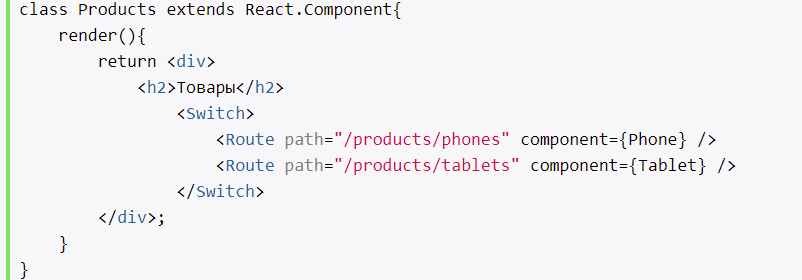 class Products extends React.Component{
    render(){
        return <div>
            <h2>Товары</h2>
                <Switch>
                    <Route path="/products/phones" component={Phone} />
                    <Route path="/products/tablets" component={Tablet} />
                </Switch>
        </div>;
    }
}